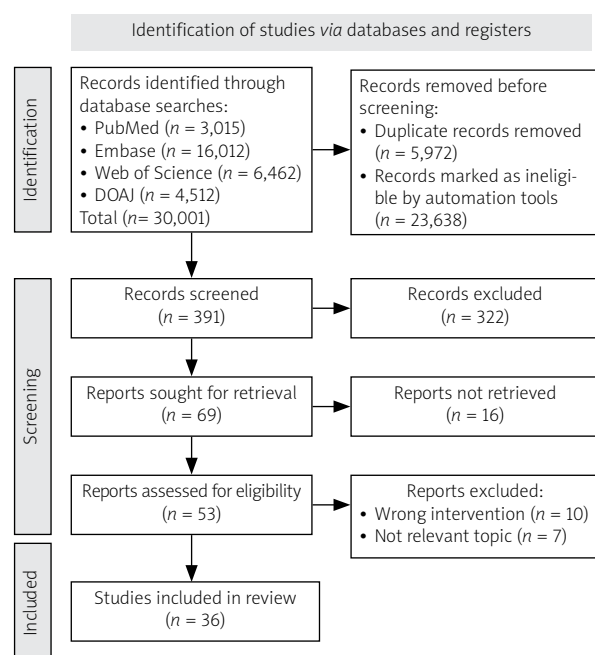 Identification of studies via databases and registers
Identification
Records identified through
database searches:
• PubMed (n = 3,015)
• Embase (n = 16,012)
• Web of Science (n = 6,462)
• DOAJ (n = 4,512)
Total (n= 30,001)
Records removed before
screening:
• Duplicate records removed
(n = 5,972)
• Records marked as ineligi-
ble by automation tools
(n = 23,638)
Screening
Records screened
(n = 391)
Records excluded
(n = 322)
Reports sought for retrieval
(n = 69)
Reports not retrieved
(n = 16)
Reports assessed for eligibility
(n = 53)
Reports excluded:
• Wrong intervention (n = 10)
• Not relevant topic (n = 7)
Included
Studies included in review
(n = 36)